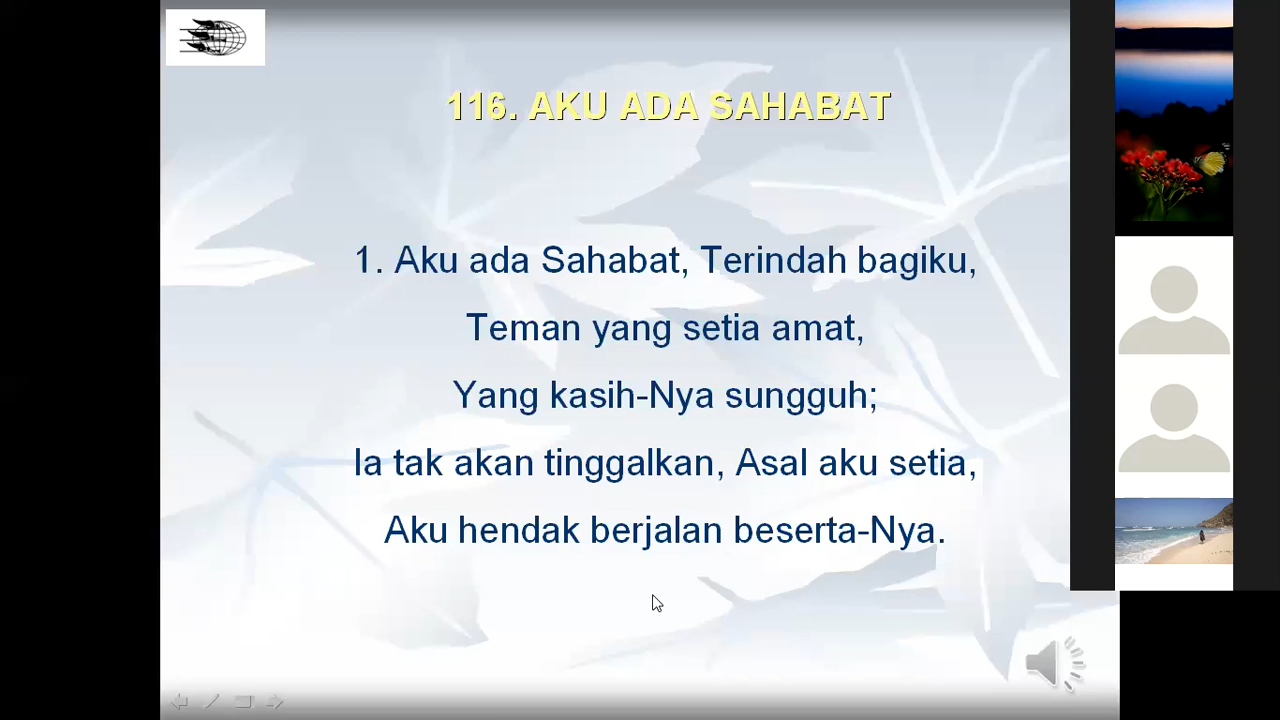 116. AKU ADA SAHABAT
1. Aku ada Sahabat, Terindah bagiku,
Teman yang setia amat,
Yang kasih-Nya sungguh;
Ia tak akan tinggalkan, Asal aku setia,
Aku hendak berjalan beserta-Nya.